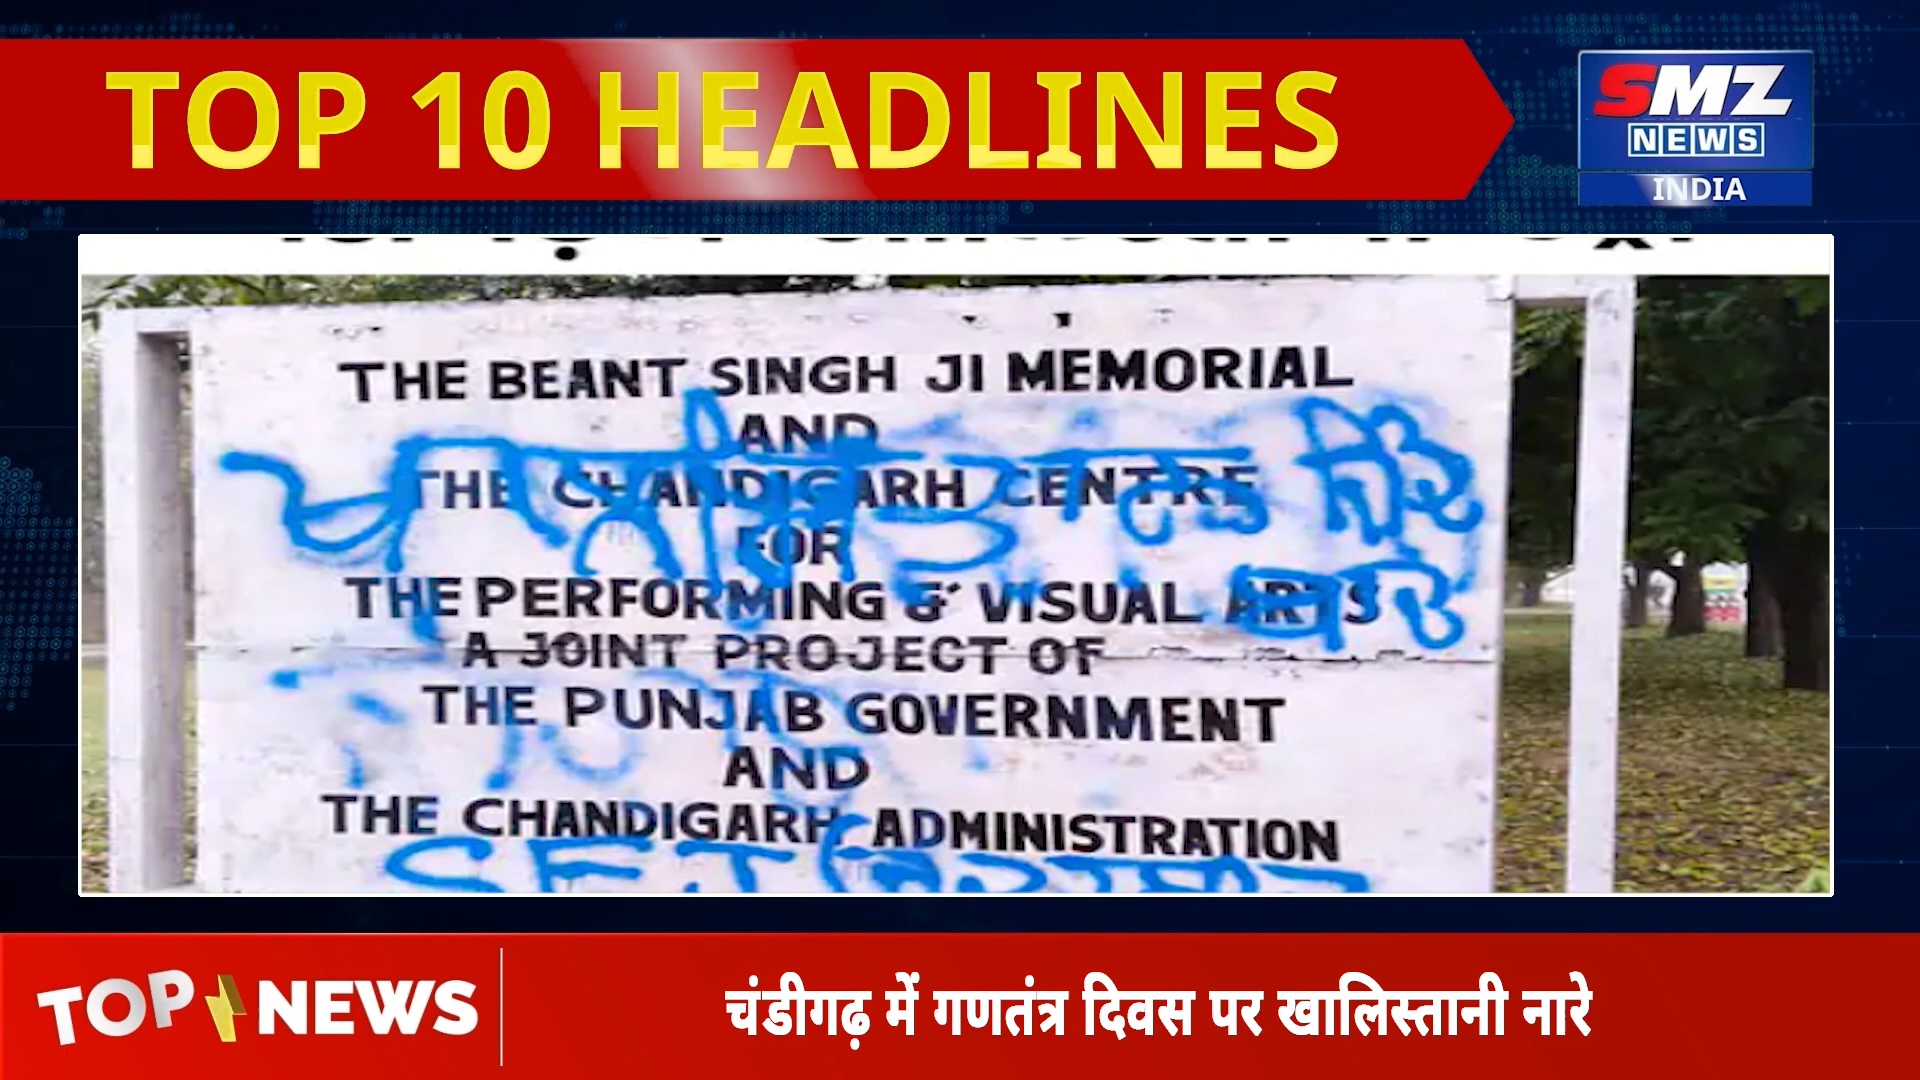 TOP 10 HEADLINES
SMZ
NEWS
INDIA
THE BEANT SINGH JI MEMORIAL
AND
THE CHANDIGARH CENTRE
FOR
THE PERFORMING & VISUAL ARTS
A JOINT PROJECT OF
THE PUNJAB GOVERNMENT
AND
THE CHANDIGARH ADMINISTRATION
TOP NEWS
चंडीगढ़ में गणतंत्र दिवस पर खालिस्तानी नारे